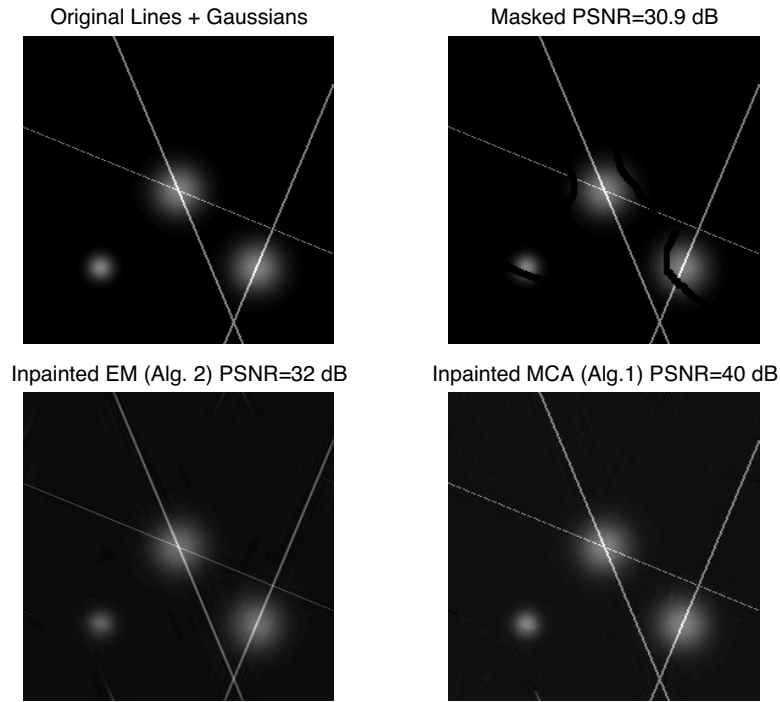 Original Lines + Gaussians
Masked PSNR=30.9 dB
Inpainted EM (Alg. 2) PSNR=32 dB
Inpainted MCA (Alg.1) PSNR=40 dB